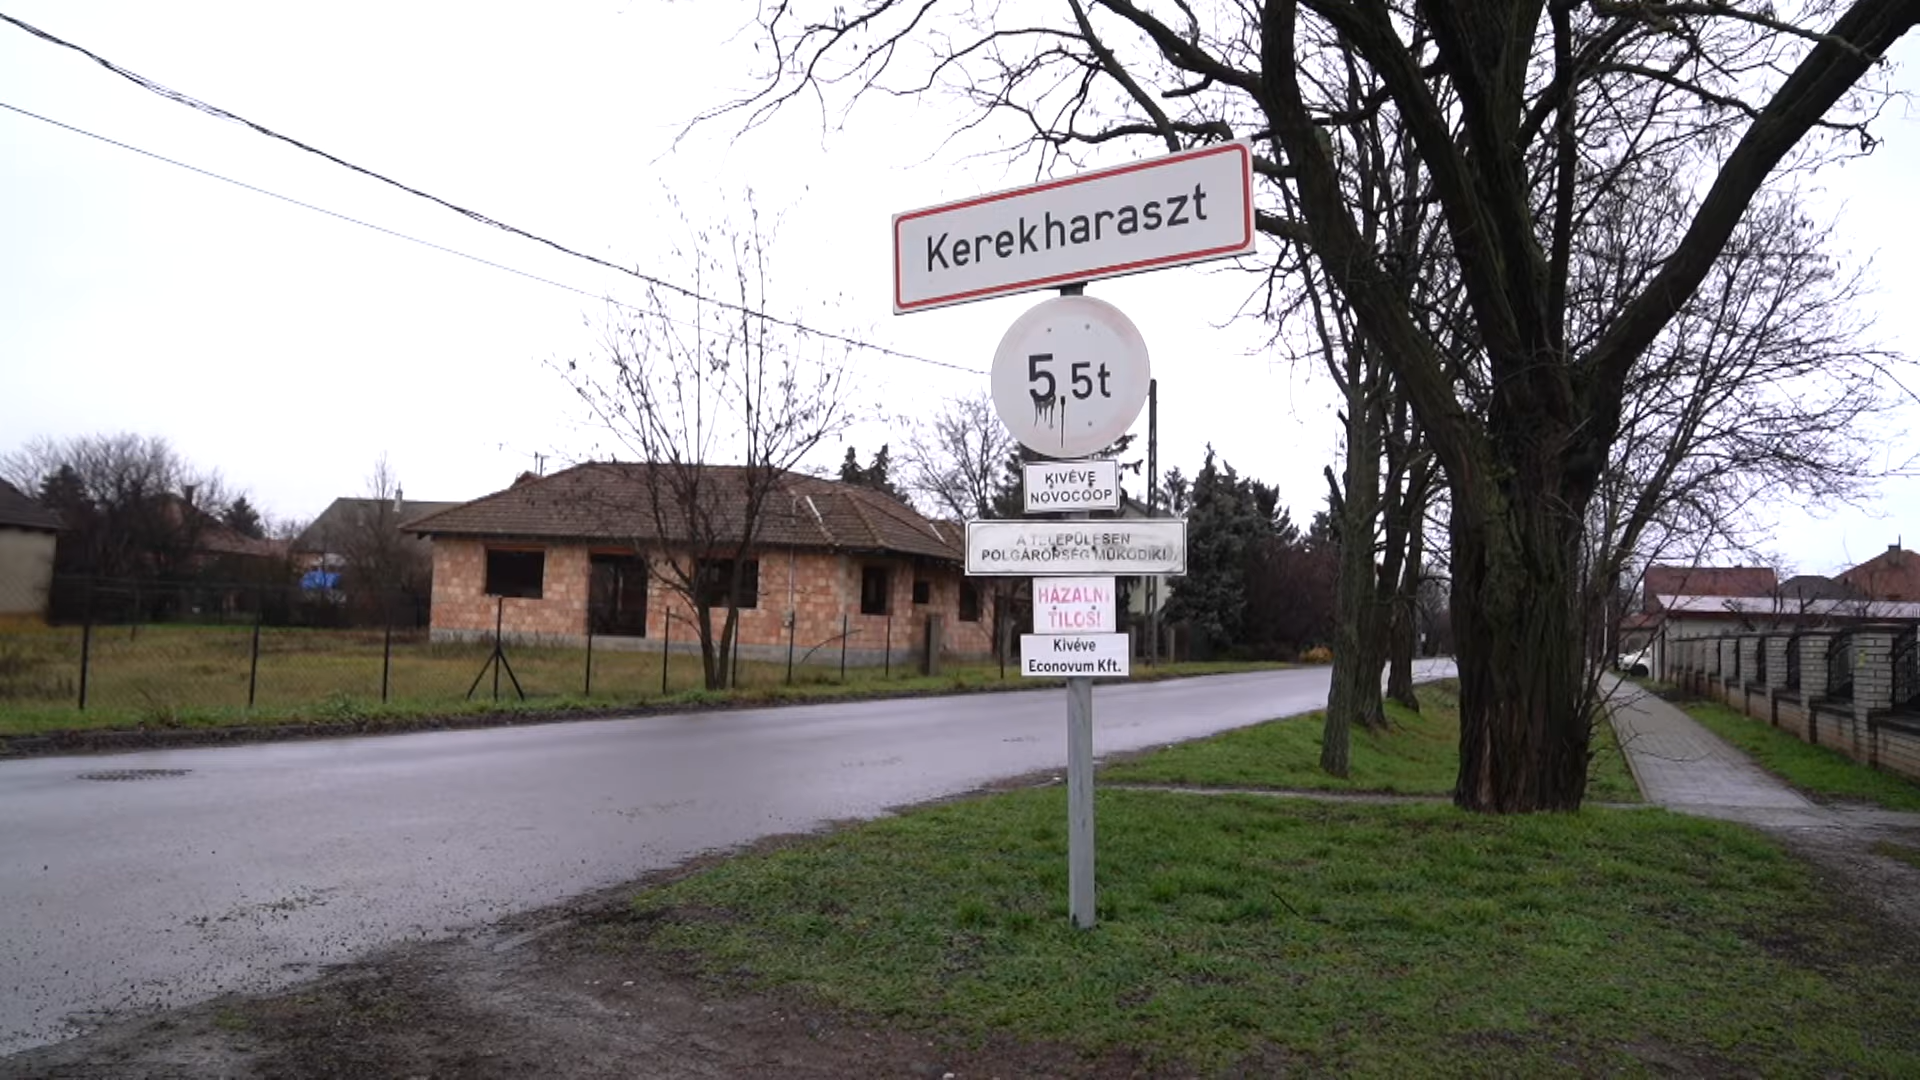 Kerekharaszt
5,5t
KIVÉVE
NOVOCOOP
A TELEPÜLÉSEN
POLGÁRŐRSÉG MŰKÖDIK!
HÁZALNI
TILOS!
Kivéve
Econovum Kft.